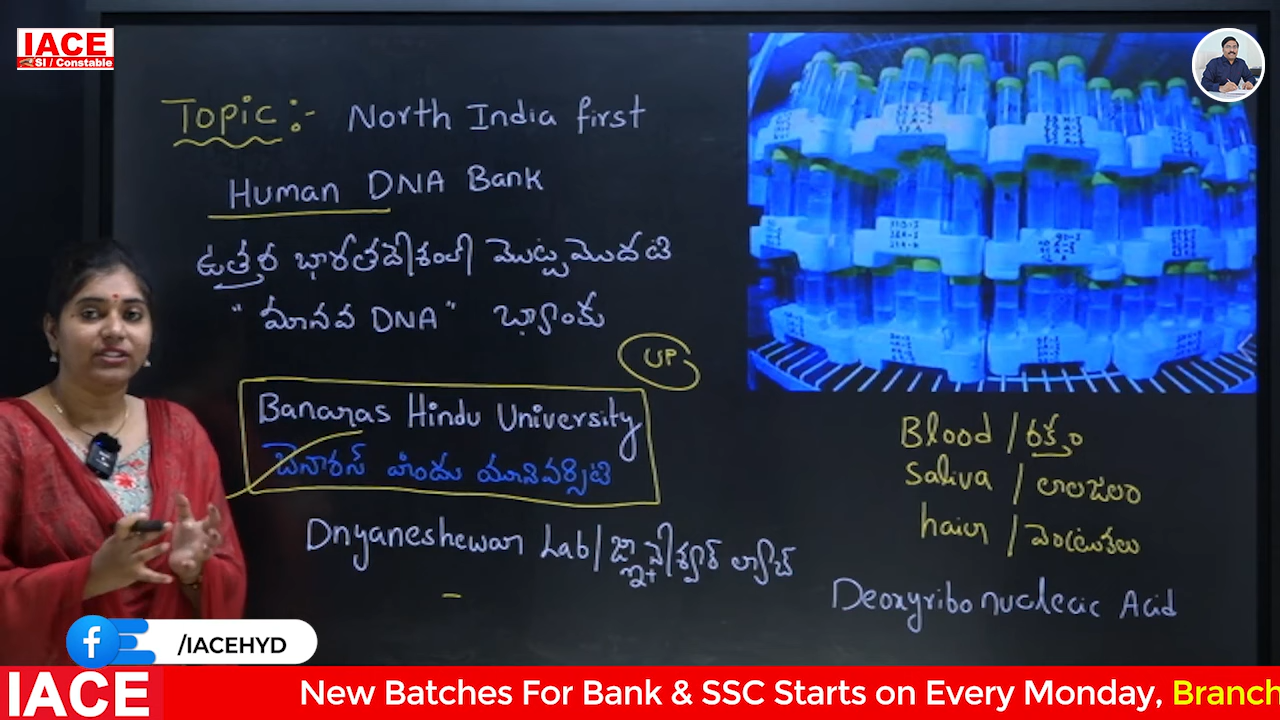 IACE
SI / Constable
Topic :- North India first
Human DNA Bank
ఉత్తర భారతదేశంలో మొట్టమొదటి
" మానవ DNA " బ్యాంకు
UP
Banaras Hindu University
బెనారస్ హిందు యూనివర్సిటి
Dnyaneshewar Lab / జ్ఞానేశ్వర్ ల్యాబ్
Blood / రక్తం
saliva / లాలాజలం
hair / వెంట్రుకలు
Deoxyribo nucleic Acid
/IACEHYD
IACE New Batches For Bank & SSC Starts on Every Monday, Branch